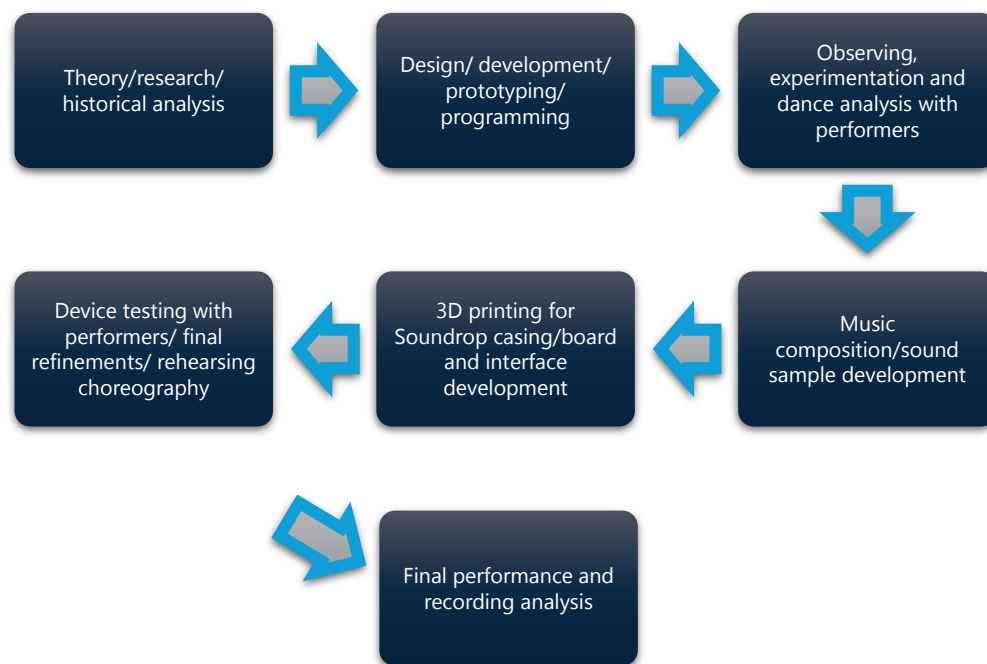 Theory/research/
historical analysis
Design/ development/
prototyping/
programming
Observing,
experimentation and
dance analysis with
performers
Music
composition/sound
sample development
3D printing for
Soundrop casing/board
and interface
development
Device testing with
performers/ final
refinements/ rehearsing
choreography
Final performance and
recording analysis